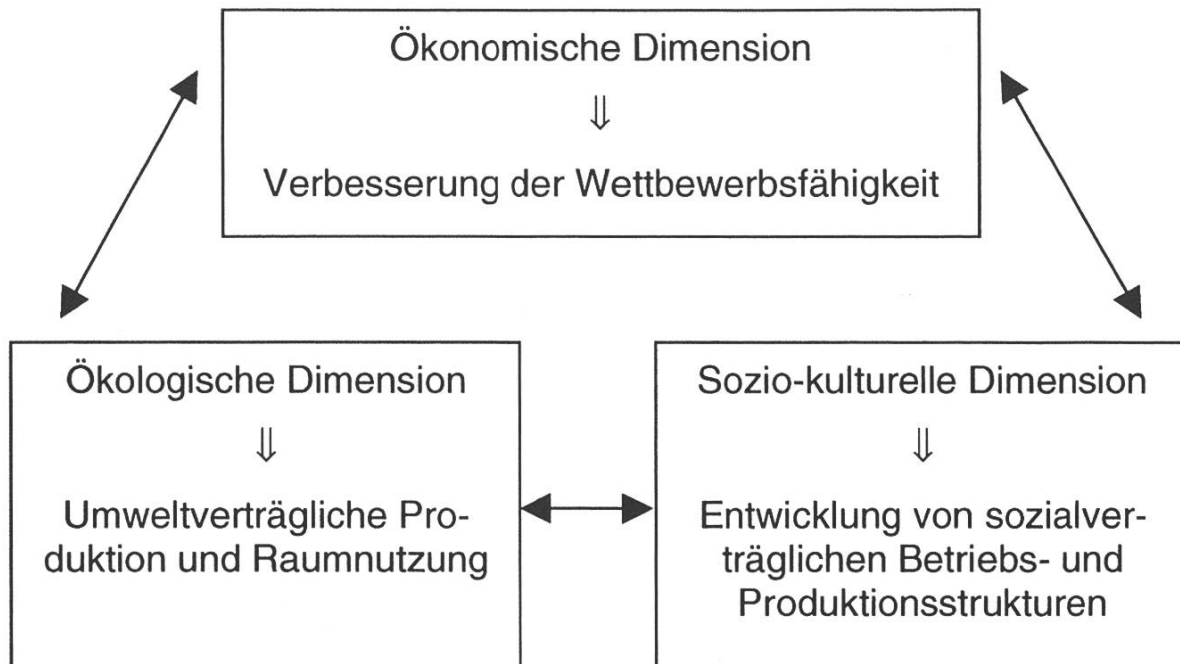 Ökonomische Dimension
⇓
Verbesserung der Wettbewerbsfähigkeit
Ökologische Dimension
⇓
Umweltverträgliche Pro-
duktion und Raumnutzung
Sozio-kulturelle Dimension
⇓
Entwicklung von sozialver-
träglichen Betriebs- und
Produktionsstrukturen